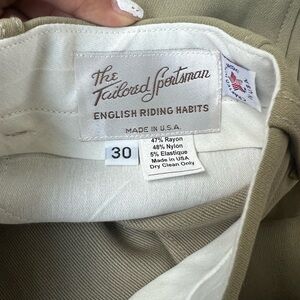 The
Tailored Sportsman
ENGLISH RIDING HABITS
MADE IN U.S.A.
30
47% Rayon
48% Nylon
5% Elastique
Made in USA
Dry Clean Only